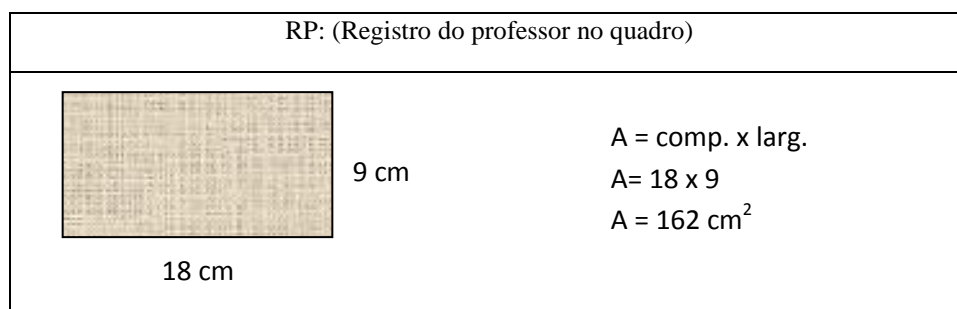 RP: (Registro do professor no quadro)
9 cm
18 cm
A = comp. x larg.
A= 18 x 9
A = 162 cm²